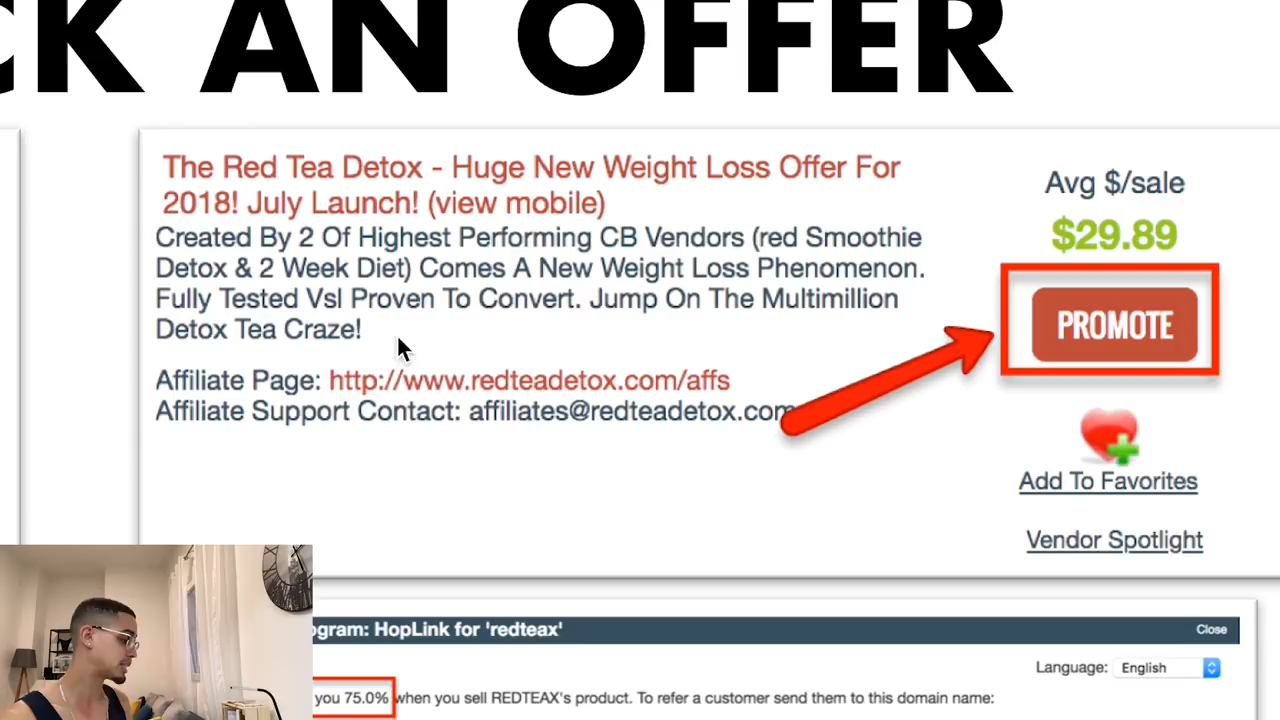 CK AN OFFER
The Red Tea Detox - Huge New Weight Loss Offer For
2018! July Launch! (view mobile)
Created By 2 Of Highest Performing CB Vendors (red Smoothie
Detox & 2 Week Diet) Comes A New Weight Loss Phenomenon.
Fully Tested Vsl Proven To Convert. Jump On The Multimillion
Detox Tea Craze!
Affiliate Page: http://www.redteadetox.com/affs
Affiliate Support Contact: affiliates@redteadetox.com
Avg $/sale
$29.89
PROMOTE
Add To Favorites
Vendor Spotlight
ogram: HopLink for 'redteax'
Close
Language: English
you 75.0% when you sell REDTEAX's product. To refer a customer send them to this domain name: